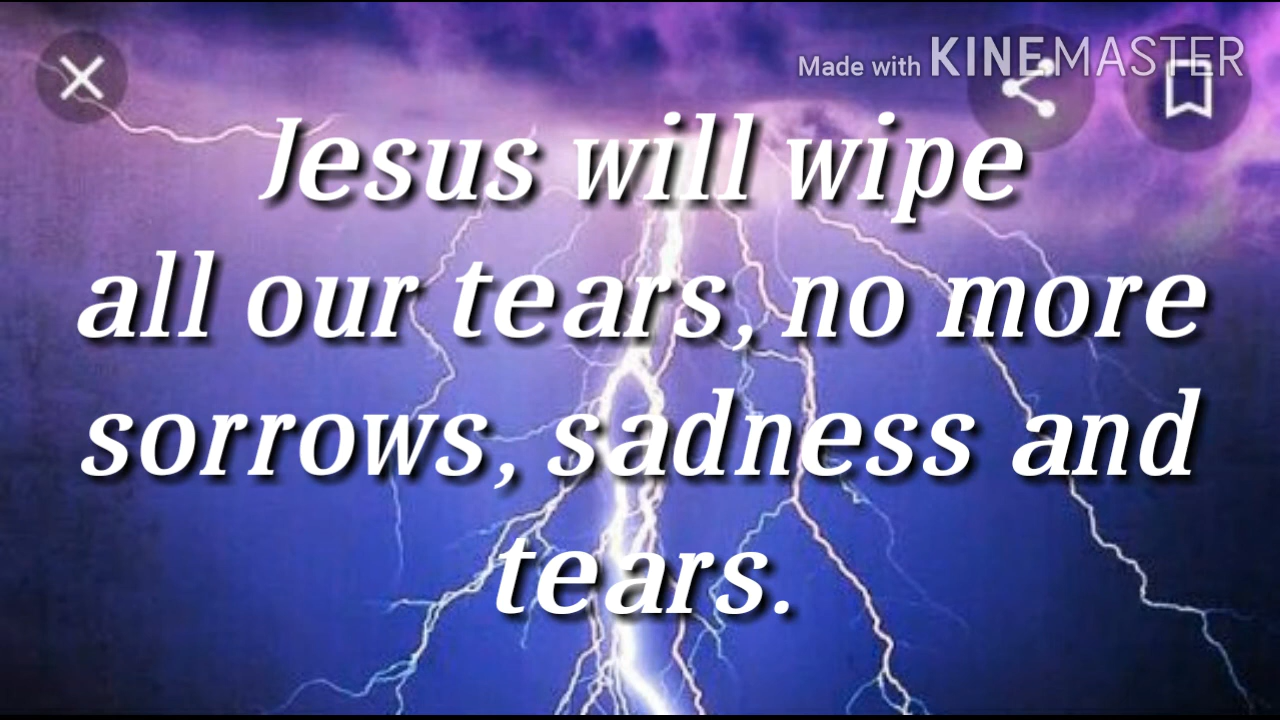 Made with KINEMASTER
Jesus will wipe
all our tears, no more
sorrows, sadness and
tears.